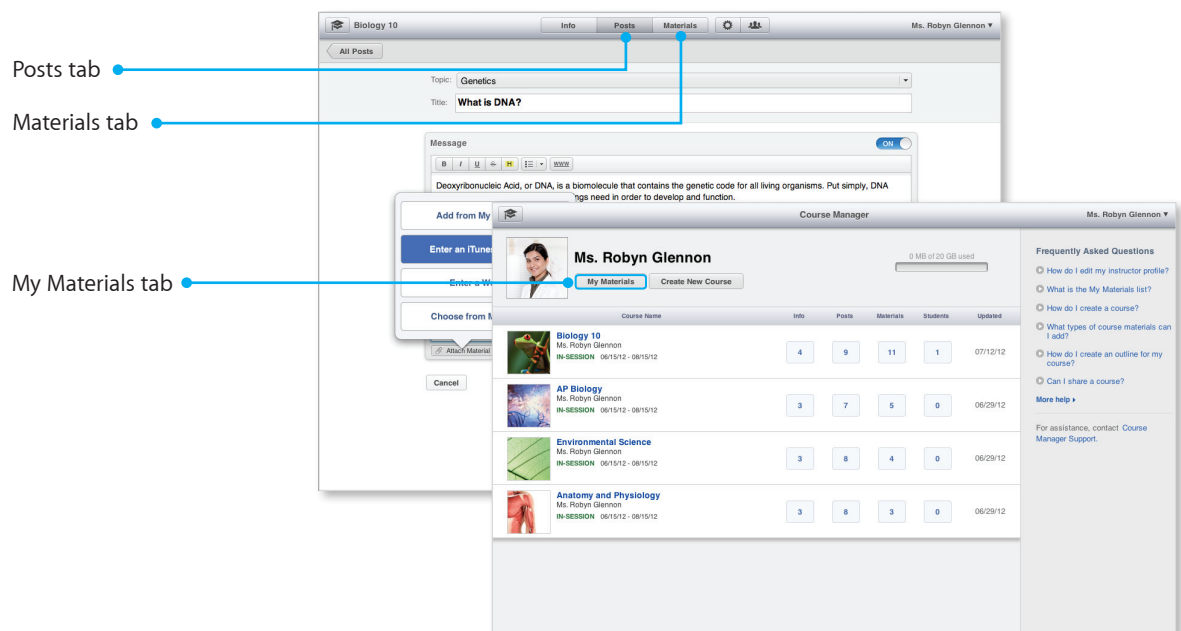 Biology 10
Info Posts Materials
Ms. Robyn Glennon ▾
All Posts
Posts tab
Topic: Genetics
Title: What is DNA?
Materials tab
Message
ON
B I U S H WWW
Deoxyribonucleic Acid, or DNA, is a biomolecule that contains the genetic code for all living organisms. Put simply, DNA
need in order to develop and function.
Add from My
Enter an iTunes
My Materials tab
Enter a W
Choose from M
Attach Material
Cancel
Course Manager
Ms. Robyn Glennon ▾
Ms. Robyn Glennon
0 MB of 20 GB used
My Materials Create New Course
Course Name Info Posts Materials Students Updated
Biology 10
Ms. Robyn Glennon
IN-SESSION 06/15/12 - 08/15/12
4 9 11 1 07/12/12
AP Biology
Ms. Robyn Glennon
IN-SESSION 06/15/12 - 08/15/12
3 7 5 0 06/29/12
Environmental Science
Ms. Robyn Glennon
IN-SESSION 06/15/12 - 08/15/12
3 8 4 0 06/29/12
Anatomy and Physiology
Ms. Robyn Glennon
IN-SESSION 06/15/12 - 08/15/12
3 8 3 0 06/29/12
Frequently Asked Questions
How do I edit my instructor profile?
What is the My Materials list?
How do I create a course?
What types of course materials can
I add?
How do I create an outline for my
course?
Can I share a course?
More help ▸
For assistance, contact Course
Manager Support.